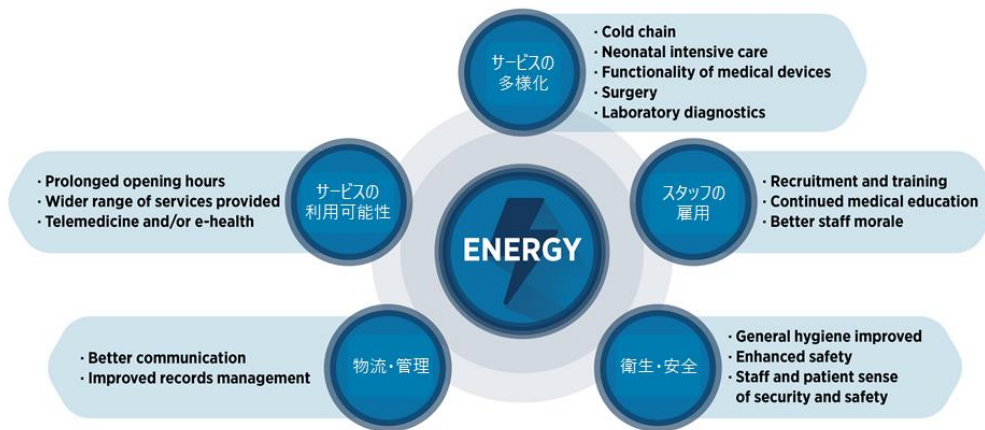 サービスの
多様化
· Cold chain
· Neonatal intensive care
· Functionality of medical devices
· Surgery
· Laboratory diagnostics
· Prolonged opening hours
· Wider range of services provided
· Telemedicine and/or e-health
サービスの
利用可能性
スタッフの
雇用
· Recruitment and training
· Continued medical education
· Better staff morale
ENERGY
· Better communication
· Improved records management
物流・管理
衛生・安全
· General hygiene improved
· Enhanced safety
· Staff and patient sense
of security and safety